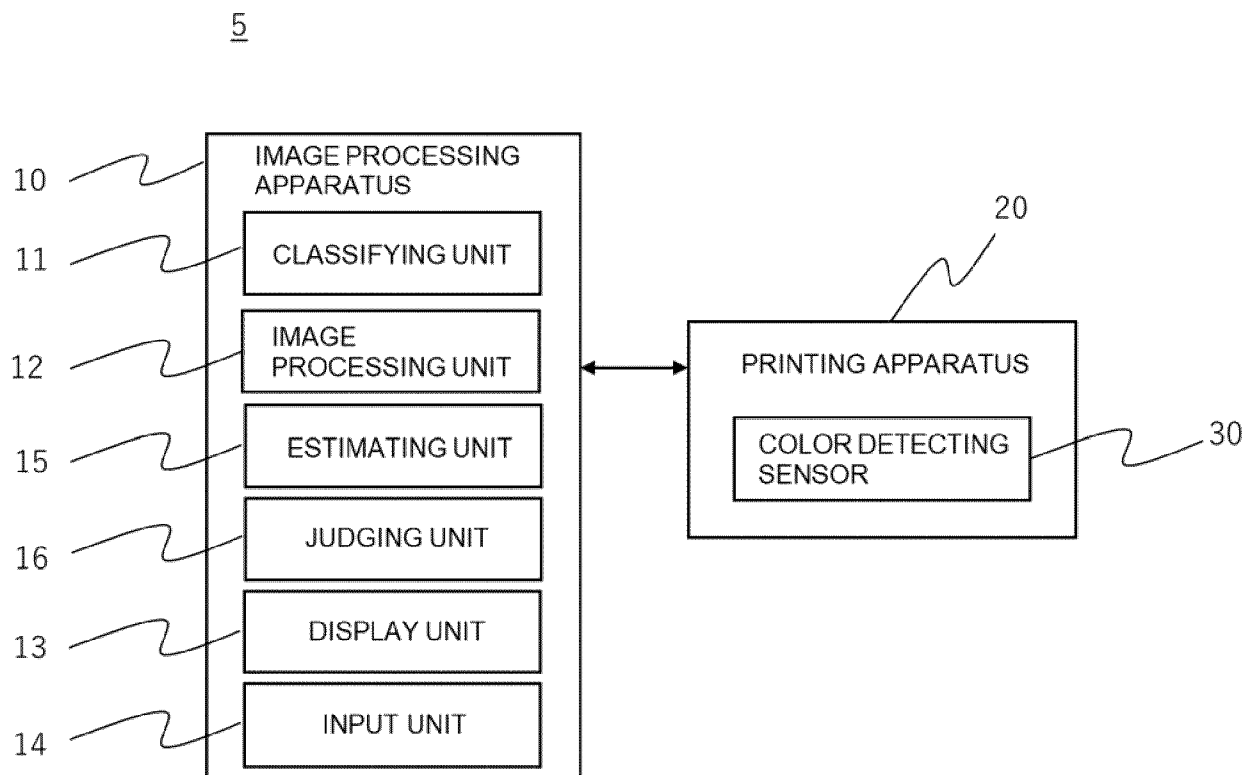 5
10
IMAGE PROCESSING
APPARATUS
11
CLASSIFYING UNIT
12
IMAGE
PROCESSING UNIT
15
ESTIMATING UNIT
16
JUDGING UNIT
13
DISPLAY UNIT
14
INPUT UNIT
20
PRINTING APPARATUS
COLOR DETECTING
SENSOR
30